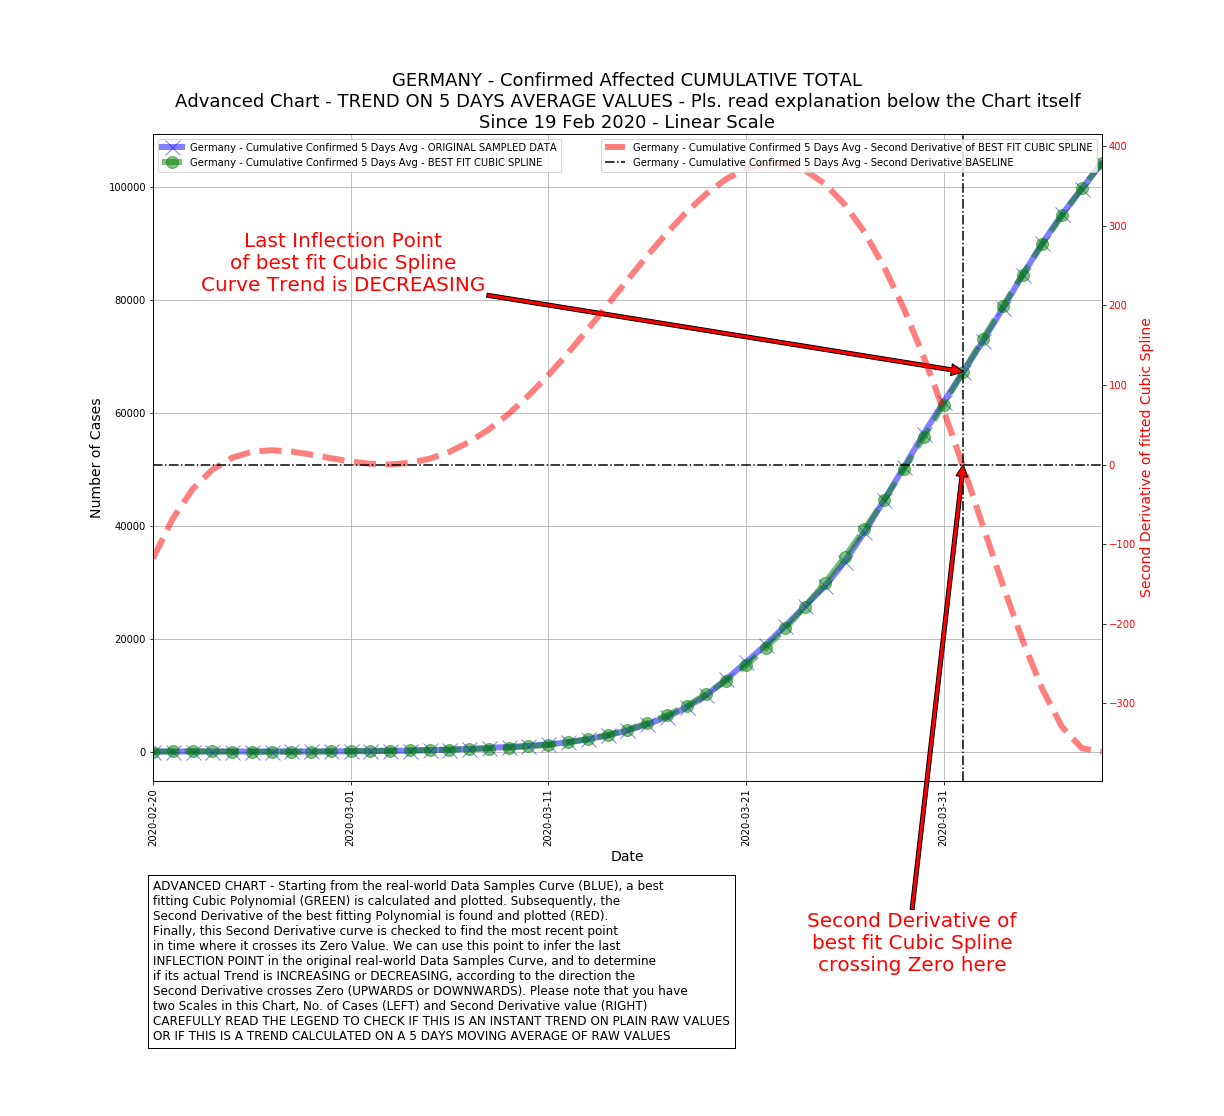 GERMANY - Confirmed Affected CUMULATIVE TOTAL
Advanced Chart - TREND ON 5 DAYS AVERAGE VALUES - Pls. read explanation below the Chart itself
Since 19 Feb 2020 - Linear Scale
Germany - Cumulative Confirmed 5 Days Avg - ORIGINAL SAMPLED DATA
Germany - Cumulative Confirmed 5 Days Avg - BEST FIT CUBIC SPLINE
Germany - Cumulative Confirmed 5 Days Avg - Second Derivative of BEST FIT CUBIC SPLINE
Germany - Cumulative Confirmed 5 Days Avg - Second Derivative BASELINE
Last Inflection Point
of best fit Cubic Spline
Curve Trend is DECREASING
Number of Cases
100000
80000
60000
40000
20000
0
400
300
200
100
0
−100
−200
−300
Second Derivative of fitted Cubic Spline
2020-02-20
2020-03-01
2020-03-11
2020-03-21
2020-03-31
Date
ADVANCED CHART - Starting from the real-world Data Samples Curve (BLUE), a best
fitting Cubic Polynomial (GREEN) is calculated and plotted. Subsequently, the
Second Derivative of the best fitting Polynomial is found and plotted (RED).
Finally, this Second Derivative curve is checked to find the most recent point
in time where it crosses its Zero Value. We can use this point to infer the last
INFLECTION POINT in the original real-world Data Samples Curve, and to determine
if its actual Trend is INCREASING or DECREASING, according to the direction the
Second Derivative crosses Zero (UPWARDS or DOWNWARDS). Please note that you have
two Scales in this Chart, No. of Cases (LEFT) and Second Derivative value (RIGHT)
CAREFULLY READ THE LEGEND TO CHECK IF THIS IS AN INSTANT TREND ON PLAIN RAW VALUES
OR IF THIS IS A TREND CALCULATED ON A 5 DAYS MOVING AVERAGE OF RAW VALUES
Second Derivative of
best fit Cubic Spline
crossing Zero here